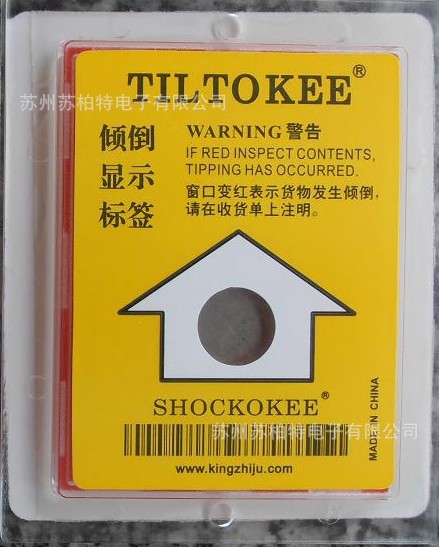 苏州苏柏特电子有限公司
TILTOKEE®
倾倒
显示
标签
WARNING 警告
IF RED INSPECT CONTENTS,
TIPPING HAS OCCURRED.
窗口变红表示货物发生倾倒,
请在收货单上注明。
SHOCKOKEE®
苏州苏柏特电子有限公司
www.kingzhiju.com
MADE IN CHINA